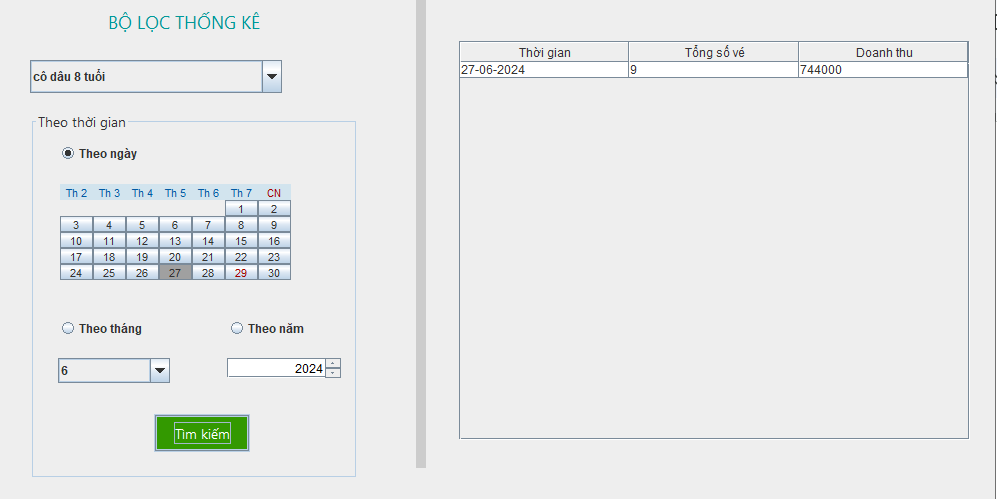 BỘ LỌC THỐNG KÊ
cô dâu 8 tuổi
Theo thời gian
Theo ngày
Th 2 Th 3 Th 4 Th 5 Th 6 Th 7 CN
1 2
3 4 5 6 7 8 9
10 11 12 13 14 15 16
17 18 19 20 21 22 23
24 25 26 27 28 29 30
Theo tháng Theo năm
6 2024
Tìm kiếm
Thời gian Tổng số vé Doanh thu
27-06-2024 9 744000